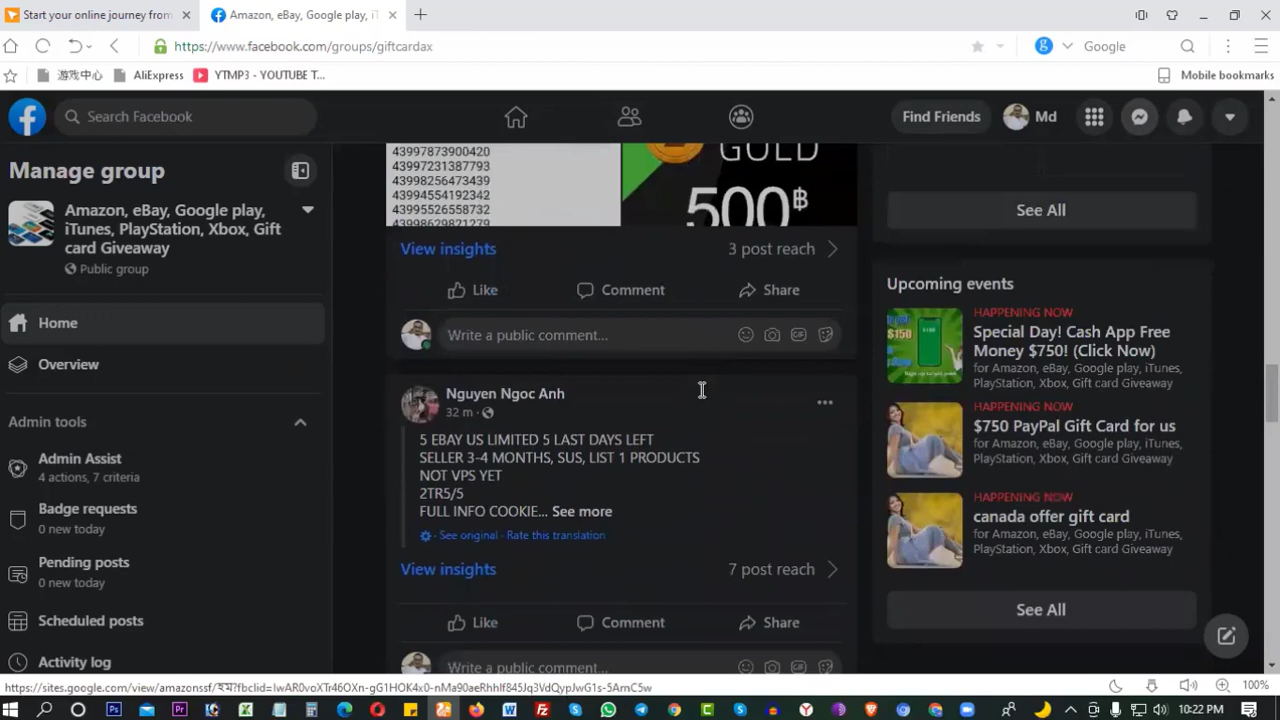 Start your online journey from
Amazon, eBay, Google play, i
https://www.facebook.com/groups/giftcardax
Google
游戏中心
AliExpress
YTMP3 - YOUTUBE T...
Mobile bookmarks
Search Facebook
Find Friends
Md
Manage group
Amazon, eBay, Google play,
iTunes, PlayStation, Xbox, Gift
card Giveaway
Public group
Home
Overview
Admin tools
Admin Assist
4 actions, 7 criteria
Badge requests
0 new today
Pending posts
0 new today
Scheduled posts
Activity log
43997873900420
43997231387793
43998256473439
43994554192342
43995526558732
43998629821279
GOLD
500฿
View insights
3 post reach
Like
Comment
Share
Write a public comment...
Nguyen Ngoc Anh
32 m
5 EBAY US LIMITED 5 LAST DAYS LEFT
SELLER 3-4 MONTHS, SUS, LIST 1 PRODUCTS
NOT VPS YET
2TR5/5
FULL INFO COOKIE... See more
See original · Rate this translation
View insights
7 post reach
Like
Comment
Share
Write a public comment...
See All
Upcoming events
HAPPENING NOW
Special Day! Cash App Free
Money $750! (Click Now)
for Amazon, eBay, Google play, iTunes,
PlayStation, Xbox, Gift card Giveaway
HAPPENING NOW
$750 PayPal Gift Card for us
for Amazon, eBay, Google play, iTunes,
PlayStation, Xbox, Gift card Giveaway
HAPPENING NOW
canada offer gift card
for Amazon, eBay, Google play, iTunes,
PlayStation, Xbox, Gift card Giveaway
See All
100%
10:22 PM